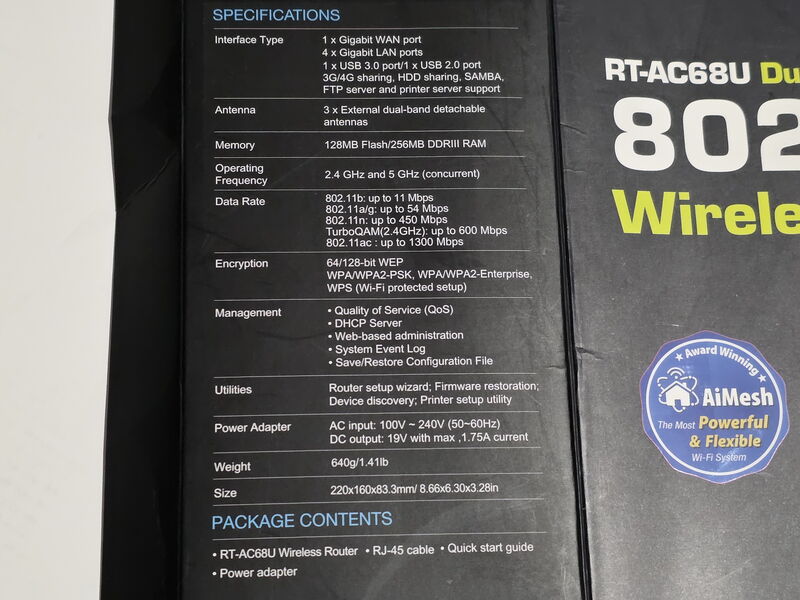 SPECIFICATIONS
Interface Type
1 x Gigabit WAN port
4 x Gigabit LAN ports
1 x USB 3.0 port/1 x USB 2.0 port
3G/4G sharing, HDD sharing, SAMBA,
FTP server and printer server support
Antenna
3 x External dual-band detachable
antennas
Memory
128MB Flash/256MB DDRIII RAM
Operating
Frequency
2.4 GHz and 5 GHz (concurrent)
Data Rate
802.11b: up to 11 Mbps
802.11a/g: up to 54 Mbps
802.11n: up to 450 Mbps
TurboQAM(2.4GHz): up to 600 Mbps
802.11ac : up to 1300 Mbps
Encryption
64/128-bit WEP
WPA/WPA2-PSK, WPA/WPA2-Enterprise,
WPS (Wi-Fi protected setup)
Management
• Quality of Service (QoS)
• DHCP Server
• Web-based administration
• System Event Log
• Save/Restore Configuration File
Utilities
Router setup wizard; Firmware restoration;
Device discovery; Printer setup utility
Power Adapter
AC input: 100V ~ 240V (50~60Hz)
DC output: 19V with max ,1.75A current
Weight
640g/1.41lb
Size
220x160x83.3mm/ 8.66x6.30x3.28in
PACKAGE CONTENTS
• RT-AC68U Wireless Router • RJ-45 cable • Quick start guide
• Power adapter
RT-AC68U Du
802
Wirele
Award Winning
AiMesh
The Most Powerful
& Flexible
Wi-Fi System